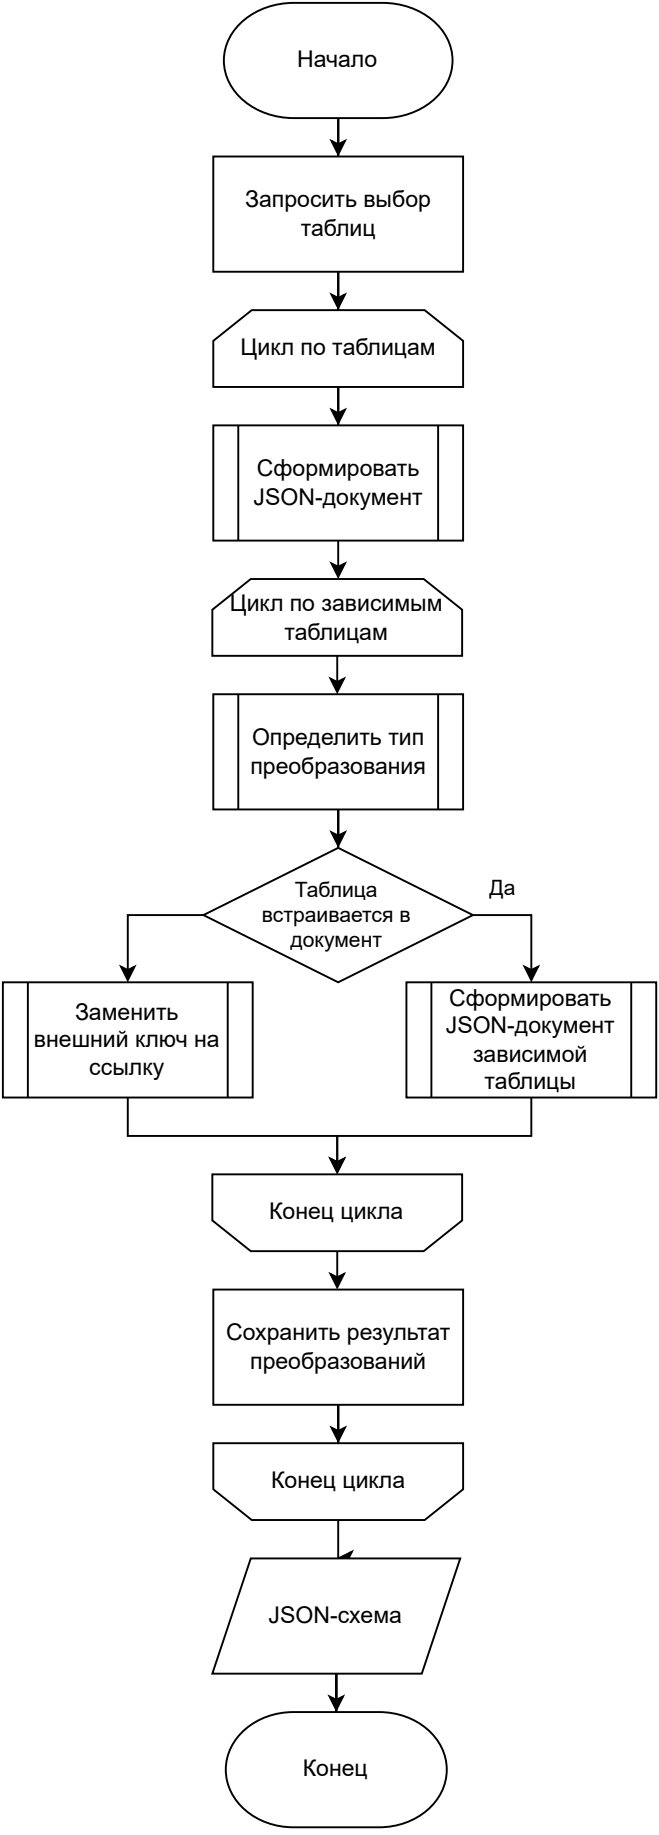 Начало
Запросить выбор
таблиц
Цикл по таблицам
Сформировать
JSON-документ
Цикл по зависимым
таблицам
Определить тип
преобразования
Таблица
встраивается в
документ
Да
Заменить
внешний ключ на
ссылку
Сформировать
JSON-документ
зависимой
таблицы
Конец цикла
Сохранить результат
преобразований
Конец цикла
JSON-схема
Конец